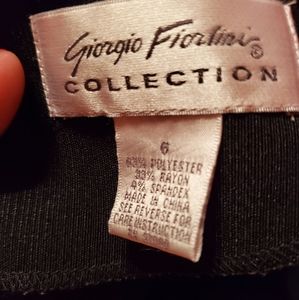 Giorgio Fiorlini®
COLLECTION
6
63% POLYESTER
33% RAYON
4% SPANDEX
MADE IN CHINA
SEE REVERSE FOR
CARE INSTRUCTION